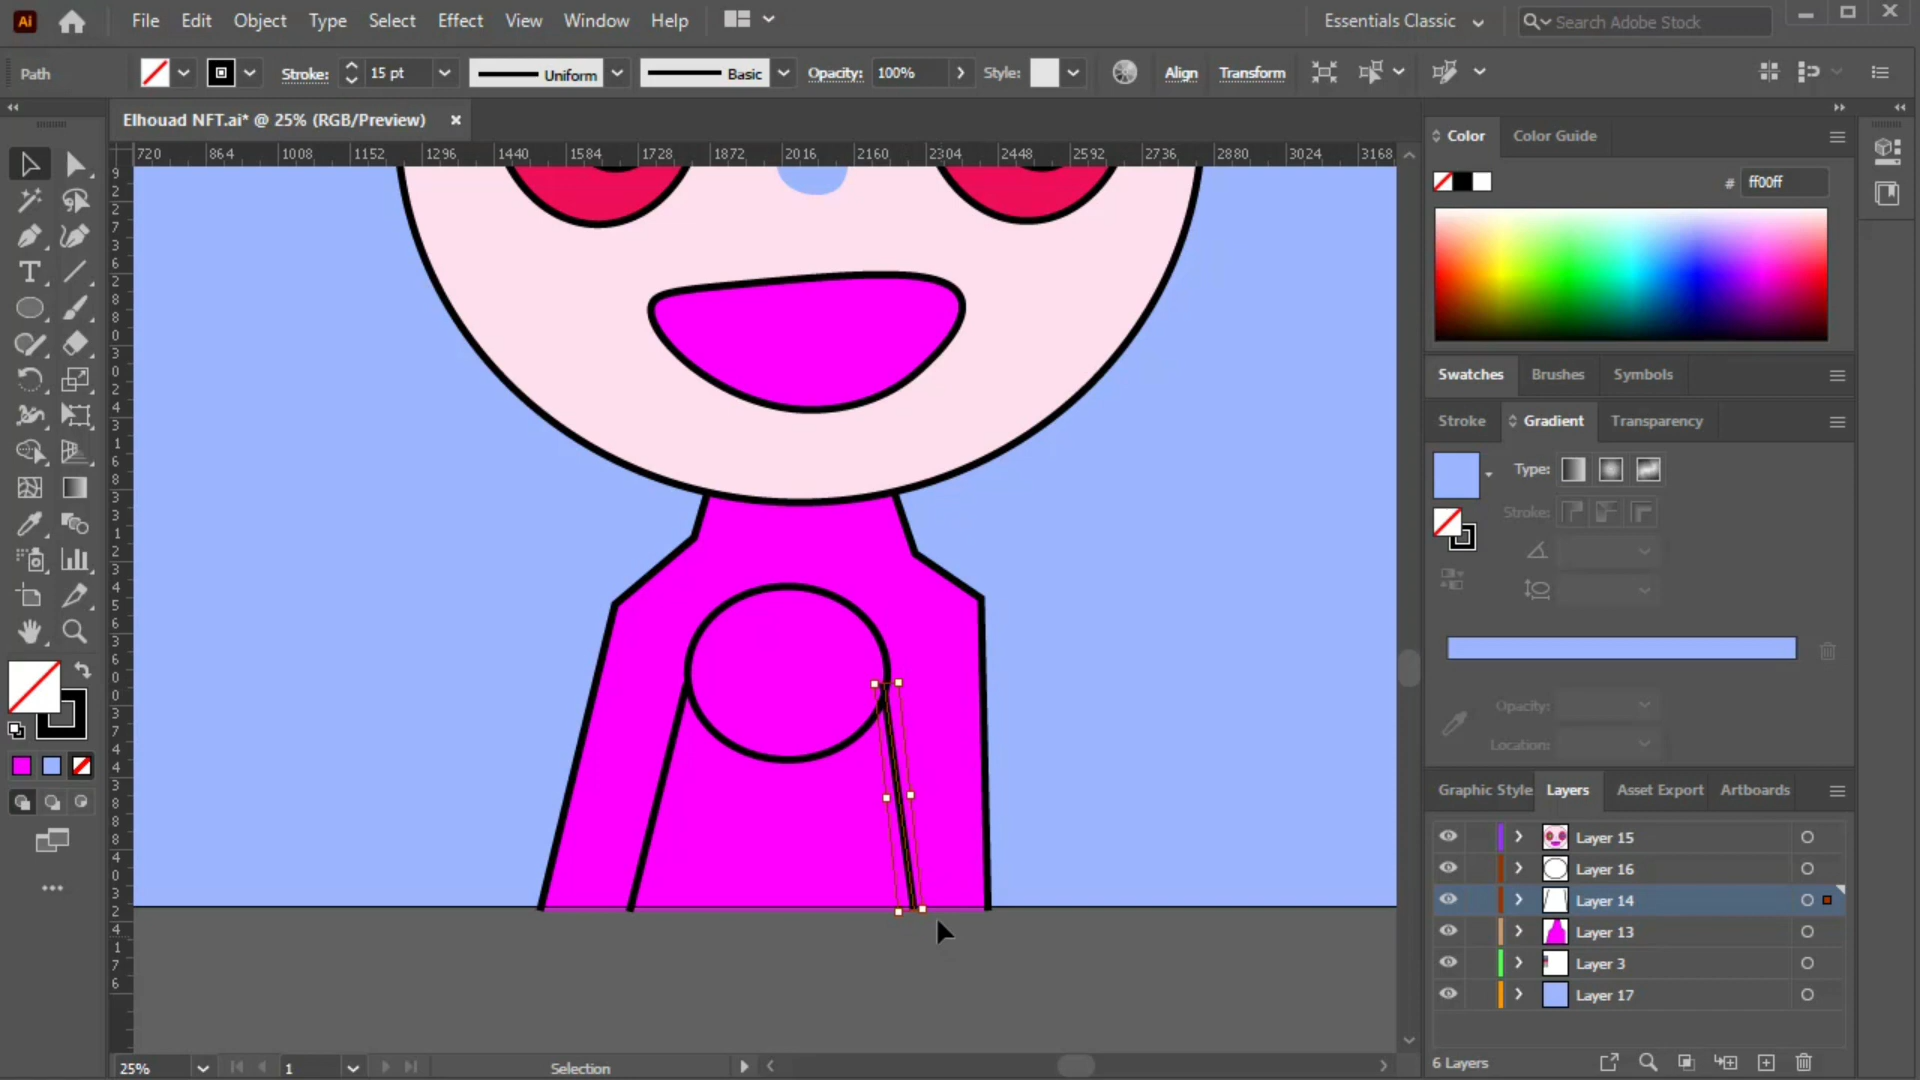 Ai File Edit Object Type Select Effect View Window Help Essentials Classic Search Adobe Stock
Path Stroke: 15 pt Uniform Basic Opacity: 100% Style: Align Transform
Elhouad NFT.ai* @ 25% (RGB/Preview) ×
720 864 1008 1152 1296 1440 1584 1728 1872 2016 2160 2304 2448 2592 2736 2880 3024 3168
Color Color Guide
# ff00ff
Swatches Brushes Symbols
Stroke Gradient Transparency
Type:
Stroke:
Opacity:
Location:
Graphic Style Layers Asset Export Artboards
Layer 15
Layer 16
Layer 14
Layer 13
Layer 3
Layer 17
6 Layers
25% 1 Selection